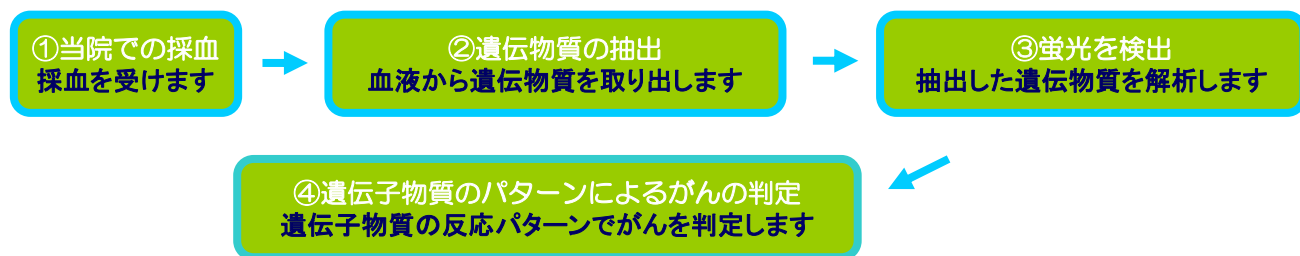 ①当院での採血
採血を受けます
②遺伝物質の抽出
血液から遺伝物質を取り出します
③蛍光を検出
抽出した遺伝物質を解析します
④遺伝子物質のパターンによるがんの判定
遺伝子物質の反応パターンでがんを判定します